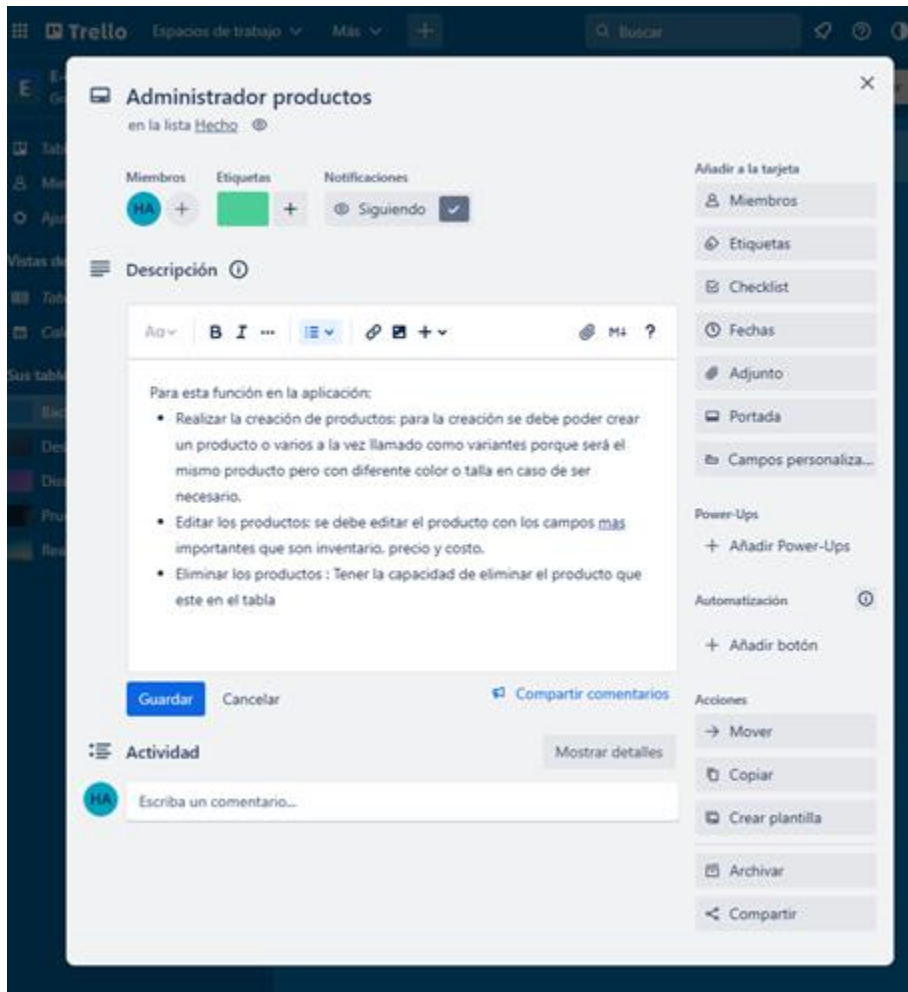 Trello Espacios de trabajo Más Buscar
E
Administrador productos
en la lista Hecho
Miembros Etiquetas Notificaciones
HA Siguiendo
Descripción
Aa B I M ?
Para esta función en la aplicación:
Realizar la creación de productos: para la creación se debe poder crear
un producto o varios a la vez llamado como variantes porque será el
mismo producto pero con diferente color o talla en caso de ser
necesario.
Editar los productos: se debe editar el producto con los campos mas
importantes que son inventario, precio y costo.
Eliminar los productos : Tener la capacidad de eliminar el producto que
este en el tabla
Guardar Cancelar Compartir comentarios
Actividad Mostrar detalles
HA Escriba un comentario...
Añadir a la tarjeta
Miembros
Etiquetas
Checklist
Fechas
Adjunto
Portada
Campos personaliza...
Power-Ups
+ Añadir Power-Ups
Automatización
+ Añadir botón
Acciones
Mover
Copiar
Crear plantilla
Archivar
Compartir